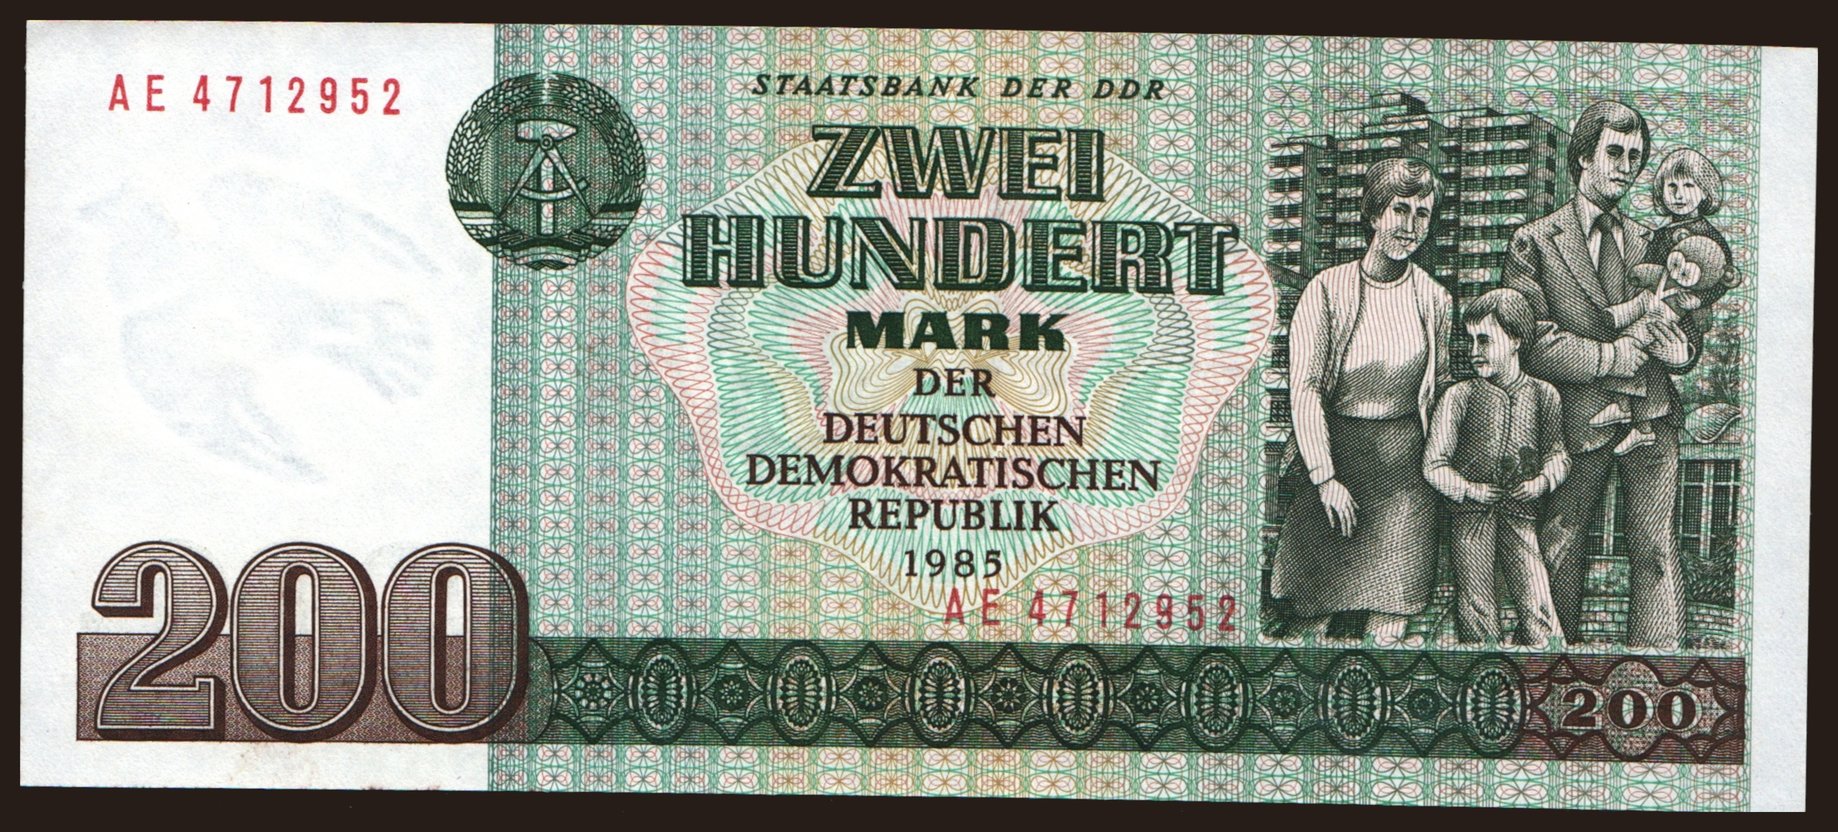 AE 4712952
STAATSBANK DER DDR
ZWEI
HUNDERT
MARK
DER
DEUTSCHEN
DEMOKRATISCHEN
REPUBLIK
1985
AE 4712952
200
200